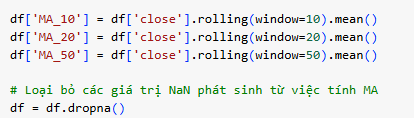 df['MA_10'] = df['close'].rolling(window=10).mean()
df['MA_20'] = df['close'].rolling(window=20).mean()
df['MA_50'] = df['close'].rolling(window=50).mean()
# Loại bỏ các giá trị NaN phát sinh từ việc tính MA
df = df.dropna()